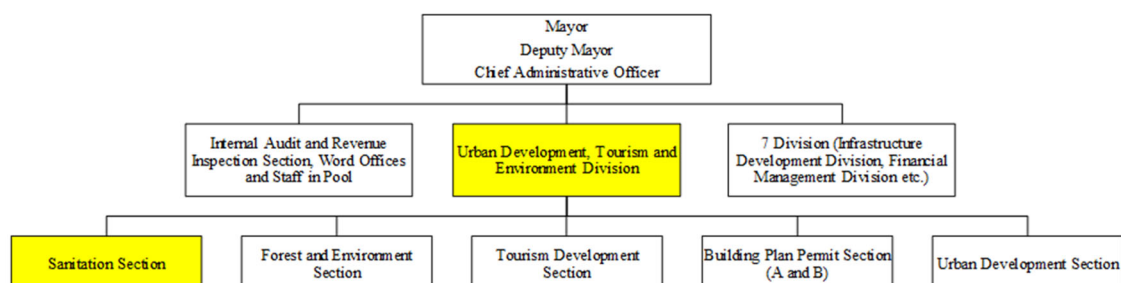 Mayor
Deputy Mayor
Chief Administrative Officer
Internal Audit and Revenue
Inspection Section, Word Offices
and Staff in Pool
Urban Development, Tourism and
Environment Division
7 Division (Infrastructure
Development Division, Financial
Management Division etc.)
Sanitation Section
Forest and Environment
Section
Tourism Development
Section
Building Plan Permit Section
(A and B)
Urban Development Section